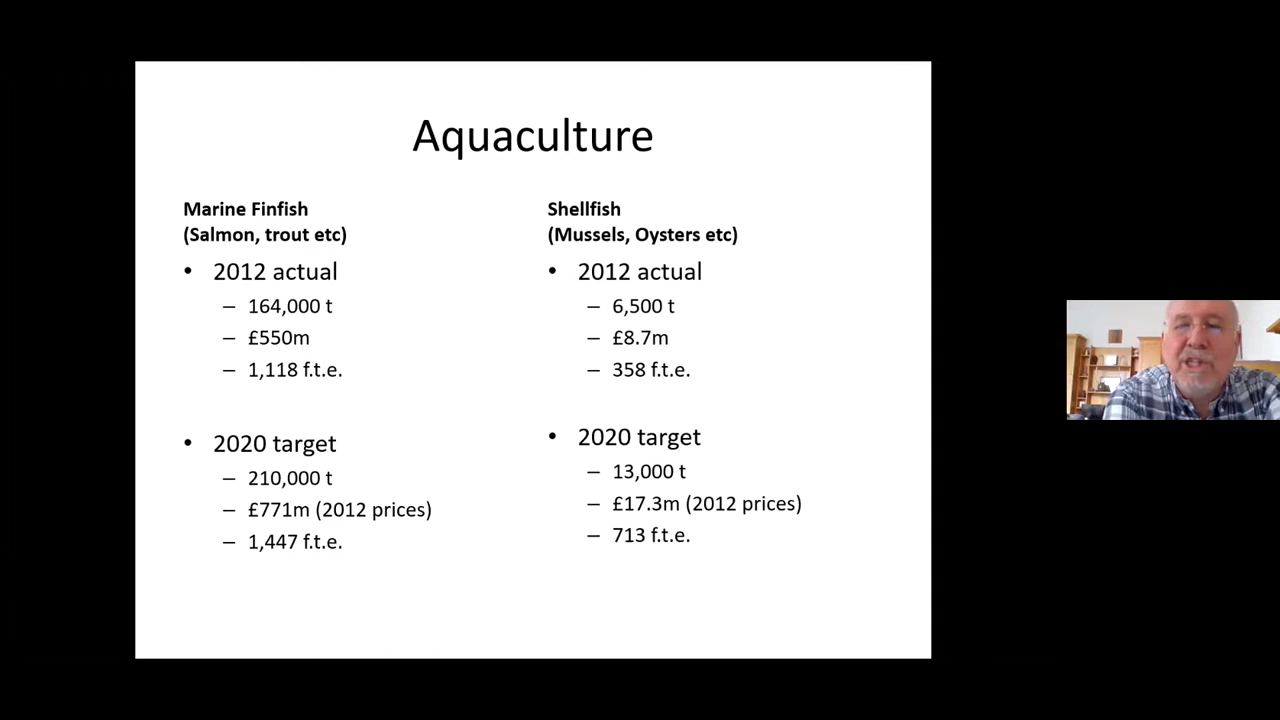 Aquaculture
Marine Finfish
(Salmon, trout etc)
• 2012 actual
– 164,000 t
– £550m
– 1,118 f.t.e.
• 2020 target
– 210,000 t
– £771m (2012 prices)
– 1,447 f.t.e.
Shellfish
(Mussels, Oysters etc)
• 2012 actual
– 6,500 t
– £8.7m
– 358 f.t.e.
• 2020 target
– 13,000 t
– £17.3m (2012 prices)
– 713 f.t.e.